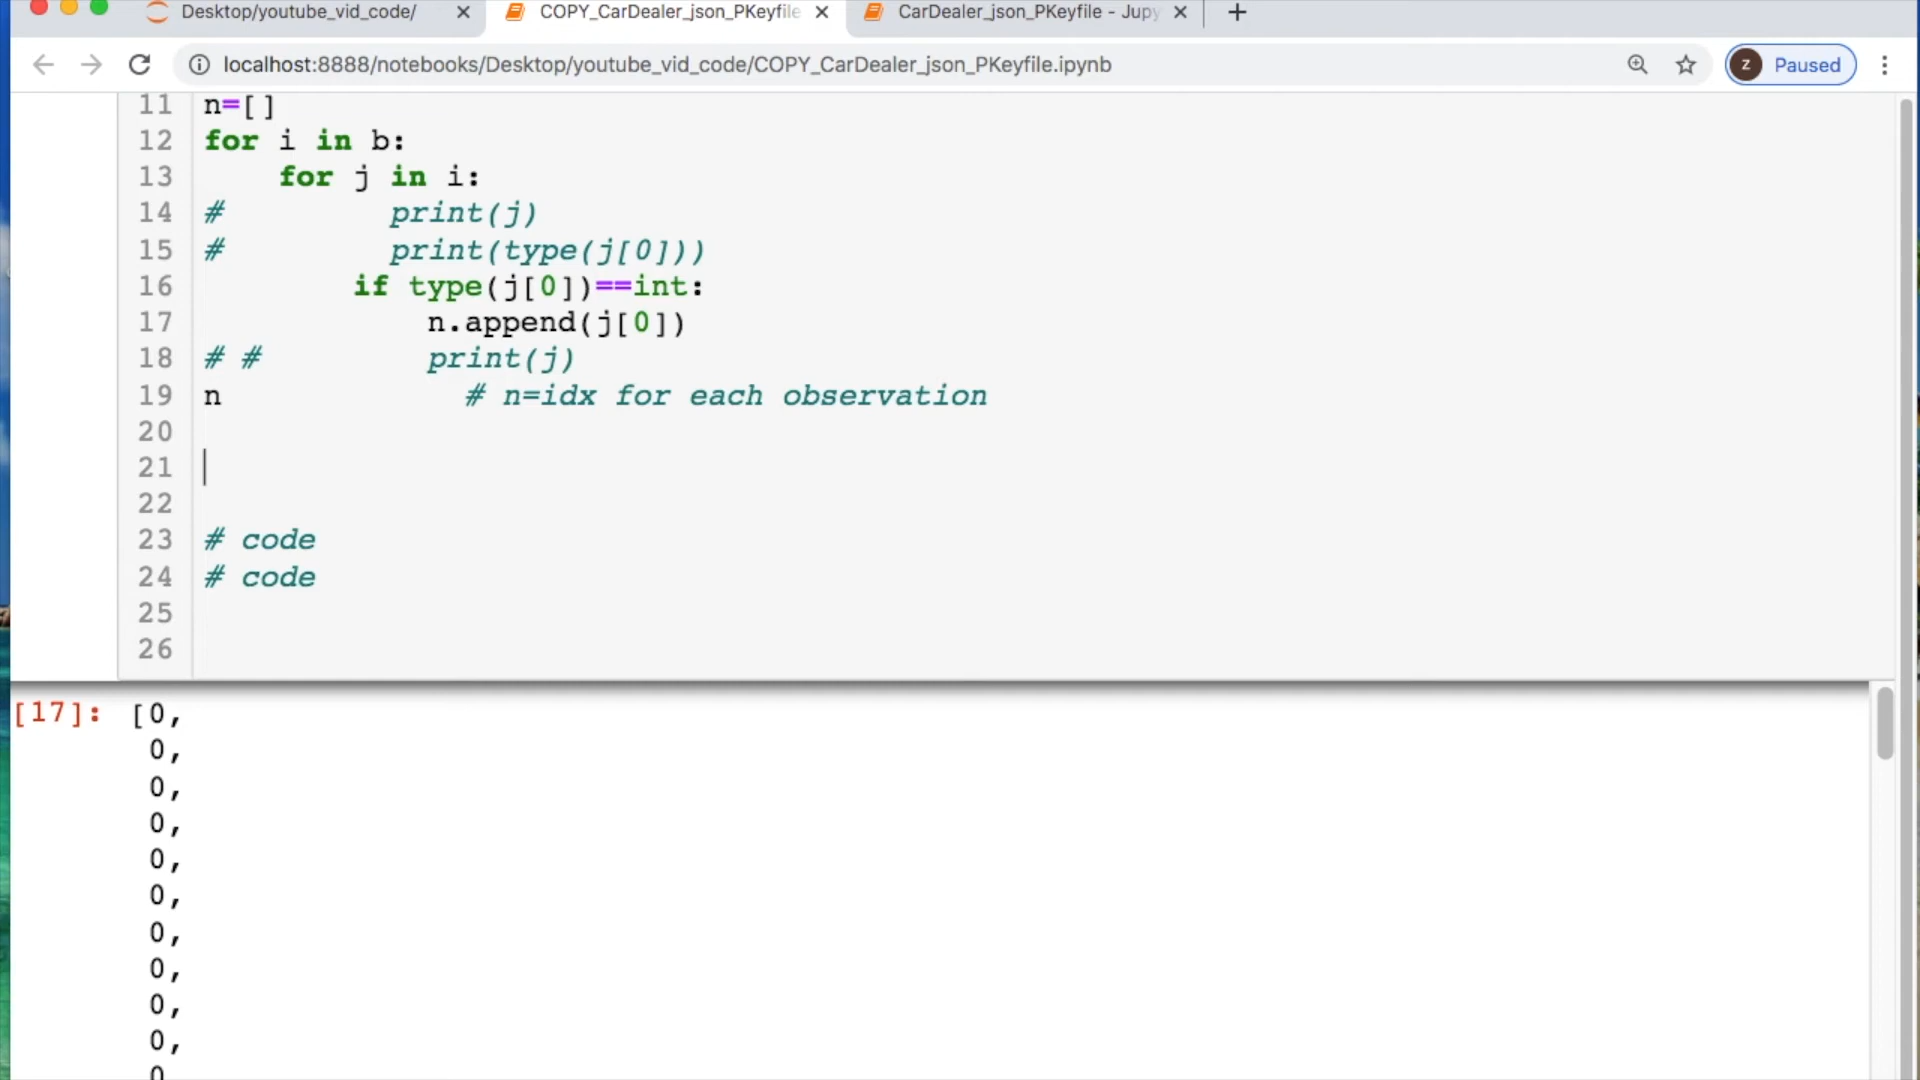 Desktop/youtube_vid_code/
COPY_CarDealer_json_PKeyfile
CarDealer_json_PKeyfile - Jupy
localhost:8888/notebooks/Desktop/youtube_vid_code/COPY_CarDealer_json_PKeyfile.ipynb
z Paused
11 n=[]
12 for i in b:
13     for j in i:
14 #         print(j)
15 #         print(type(j[0]))
16         if type(j[0])==int:
17             n.append(j[0])
18 # #         print(j)
19 n             # n=idx for each observation
20
21
22
23 # code
24 # code
25
26
[17]: [0,
0,
0,
0,
0,
0,
0,
0,
0,
0,
0